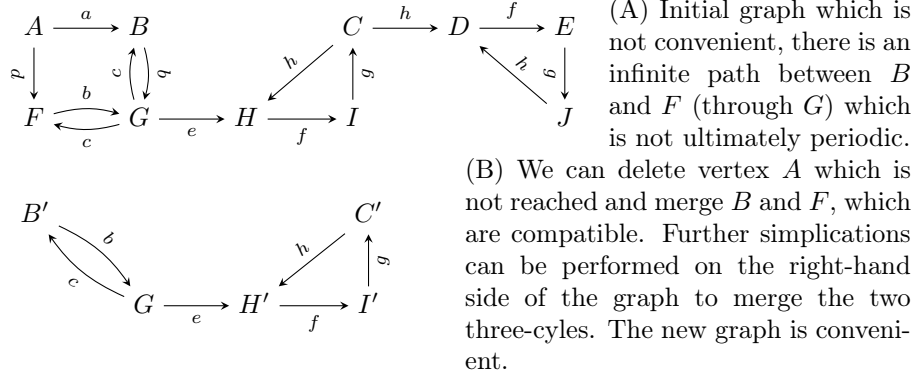 A a B C h D f E
d c b h g h g
F b c G e H f I J
(A) Initial graph which is
not convenient, there is an
infinite path between B
and F (through G) which
is not ultimately periodic.
(B) We can delete vertex A which is
not reached and merge B and F, which
are compatible. Further simplications
can be performed on the right-hand
side of the graph to merge the two
three-cyles. The new graph is conveni-
ent.
B′ C′
b c h g
G e H′ f I′